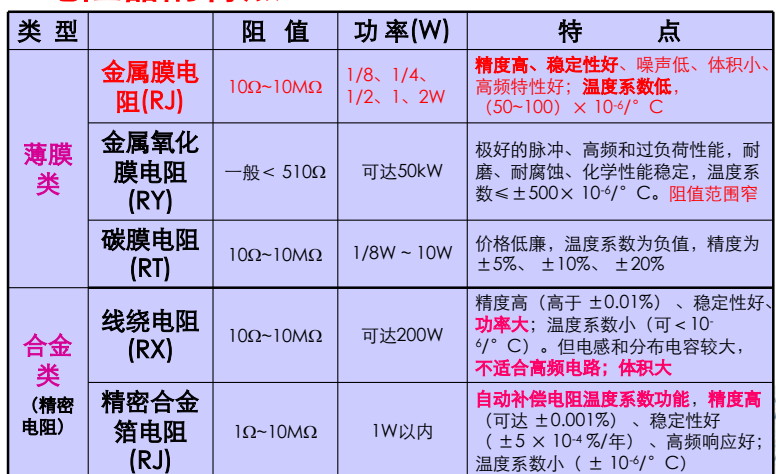 类 型 阻 值 功 率(W) 特 点
薄膜
类
金属膜电
阻(RJ)
10Ω~10MΩ
1/8、1/4、
1/2、1、2W
精度高、稳定性好、噪声低、体积小、
高频特性好；温度系数低，
（50~100）× 10-6/° C
金属氧化
膜电阻
(RY)
一般＜ 510Ω
可达50kW
极好的脉冲、高频和过负荷性能，耐
磨、耐腐蚀、化学性能稳定，温度系
数≤±500× 10-6/° C。阻值范围窄
碳膜电阻
(RT)
10Ω~10MΩ
1/8W ~ 10W
价格低廉，温度系数为负值，精度为
±5%、 ±10%、 ±20%
合金
类
（精密
电阻）
线绕电阻
(RX)
10Ω~10MΩ
可达200W
精度高（高于 ±0.01%）、稳定性好、
功率大；温度系数小（可＜10-
6/° C）。但电感和分布电容较大，
不适合高频电路；体积大
精密合金
箔电阻
(RJ)
1Ω~10MΩ
1W以内
自动补偿电阻温度系数功能，精度高
（可达 ±0.001%）、稳定性好
（ ±5 × 10-4 %/年）、高频响应好；
温度系数小（ ± 10-6/° C）